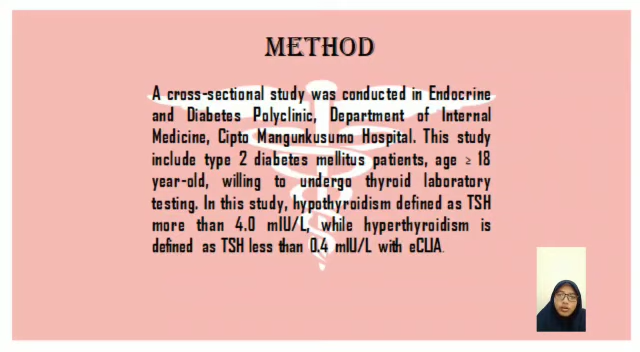 METHOD
A cross-sectional study was conducted in Endocrine
and Diabetes Polyclinic, Department of Internal
Medicine, Cipto Mangunkusumo Hospital. This study
include type 2 diabetes mellitus patients, age ≥ 18
year-old, willing to undergo thyroid laboratory
testing. In this study, hypothyroidism defined as TSH
more than 4.0 mIU/L, while hyperthyroidism is
defined as TSH less than 0.4 mIU/L with eCLIA.